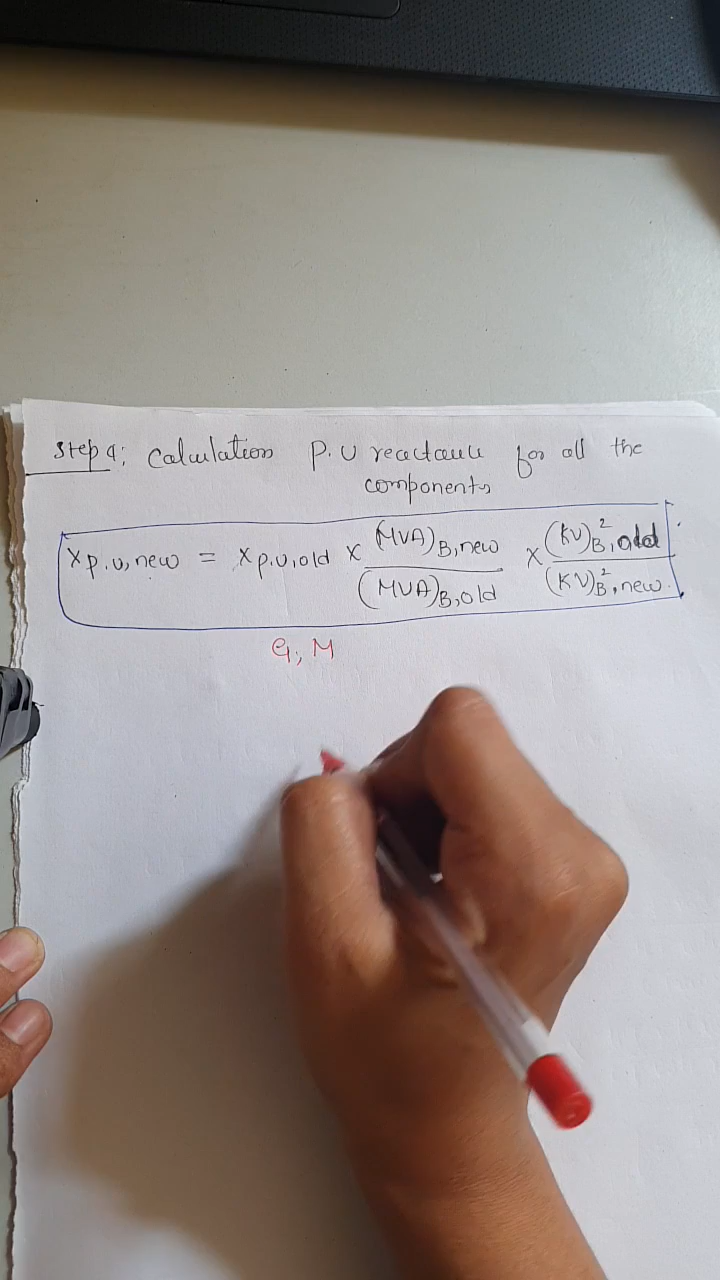 Step 4: Calculation P.U reactance for all the
components
Xp.u,new = Xp.u,old × (MVA)B,new / (MVA)B,old × (KV)²B,old / (KV)²B,new.
G, M